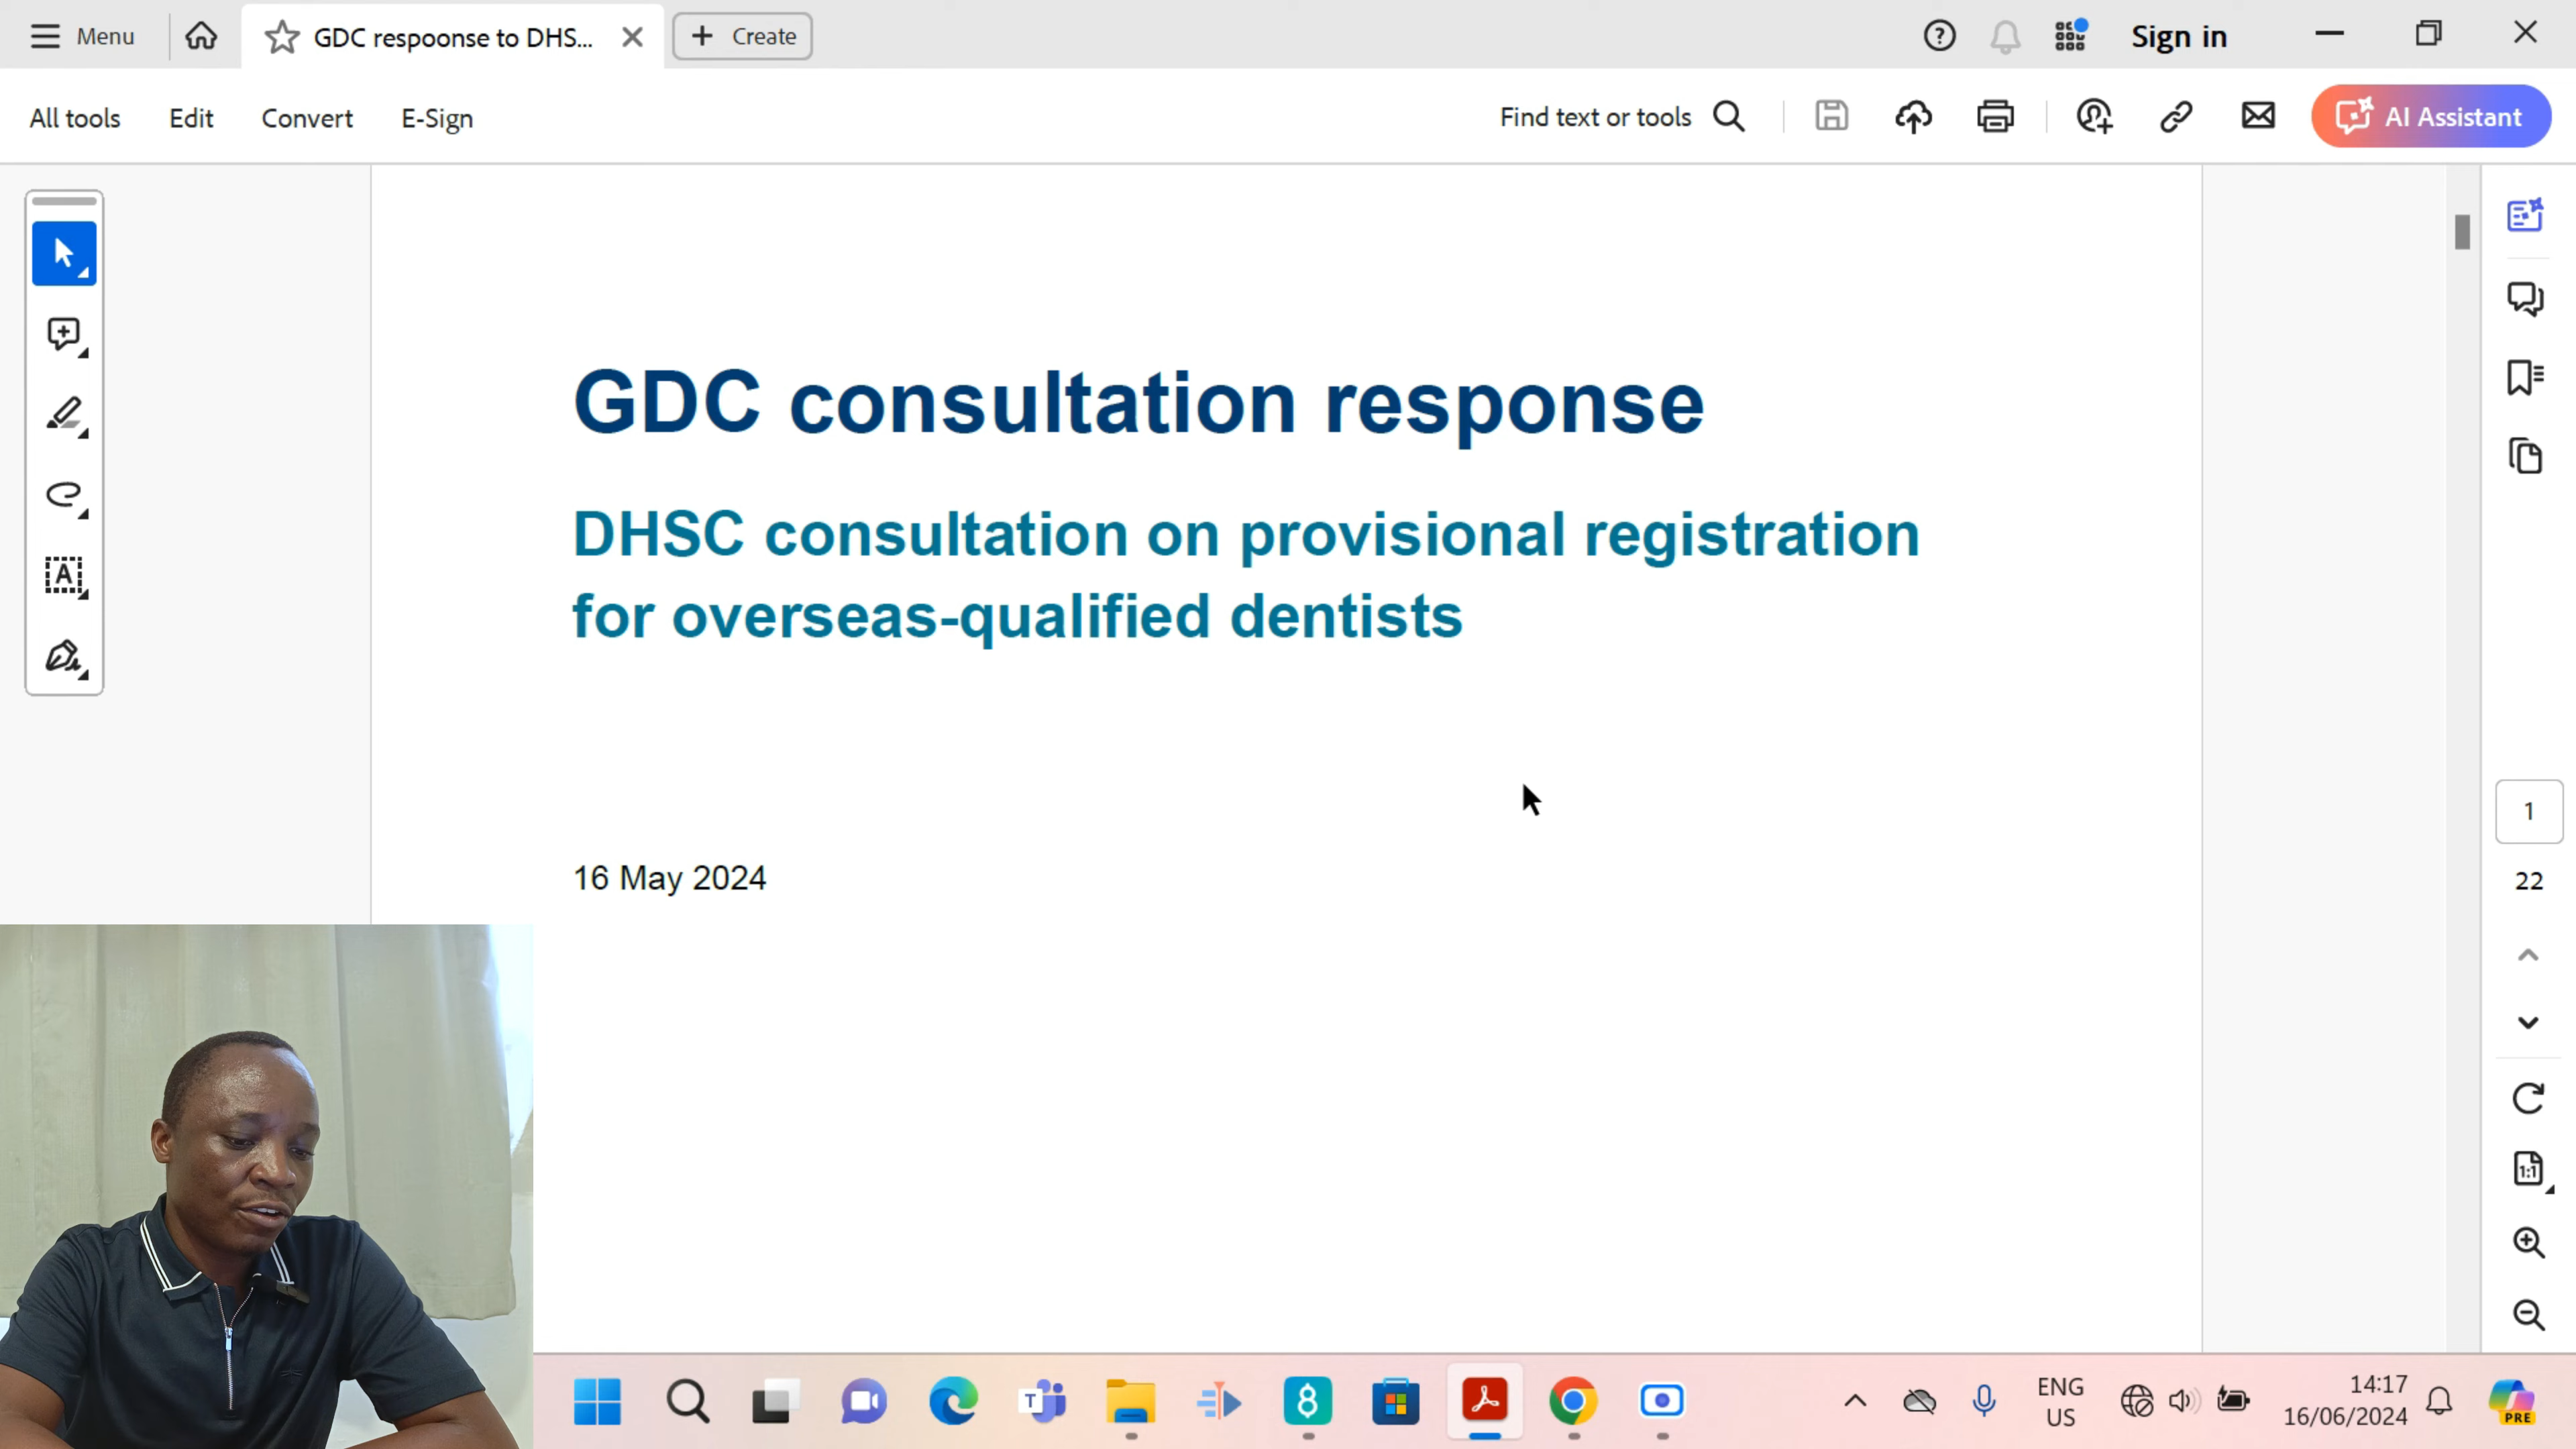 Menu
GDC respoonse to DHS...
Create
Sign in
All tools
Edit
Convert
E-Sign
Find text or tools
AI Assistant
GDC consultation response
DHSC consultation on provisional registration
for overseas-qualified dentists
16 May 2024
1
22
1:1
ENG
US
14:17
16/06/2024
PRE